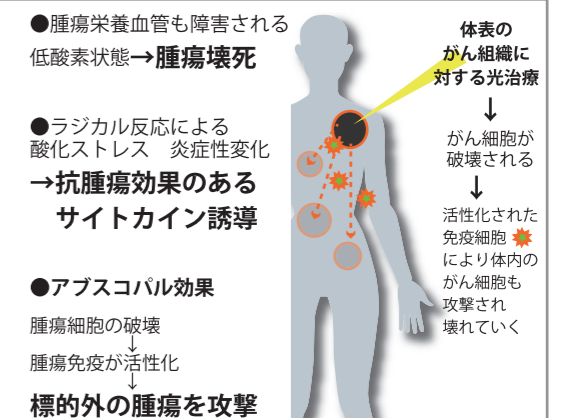 ●腫瘍栄養血管も障害される
低酸素状態→腫瘍壊死
●ラジカル反応による
酸化ストレス　炎症性変化
→抗腫瘍効果のある
サイトカイン誘導
●アブスコパル効果
腫瘍細胞の破壊
↓
腫瘍免疫が活性化
↓
標的外の腫瘍を攻撃
体表の
がん組織に
対する光治療
↓
がん細胞が
破壊される
↓
活性化された
免疫細胞
により体内の
がん細胞も
攻撃され
壊れていく